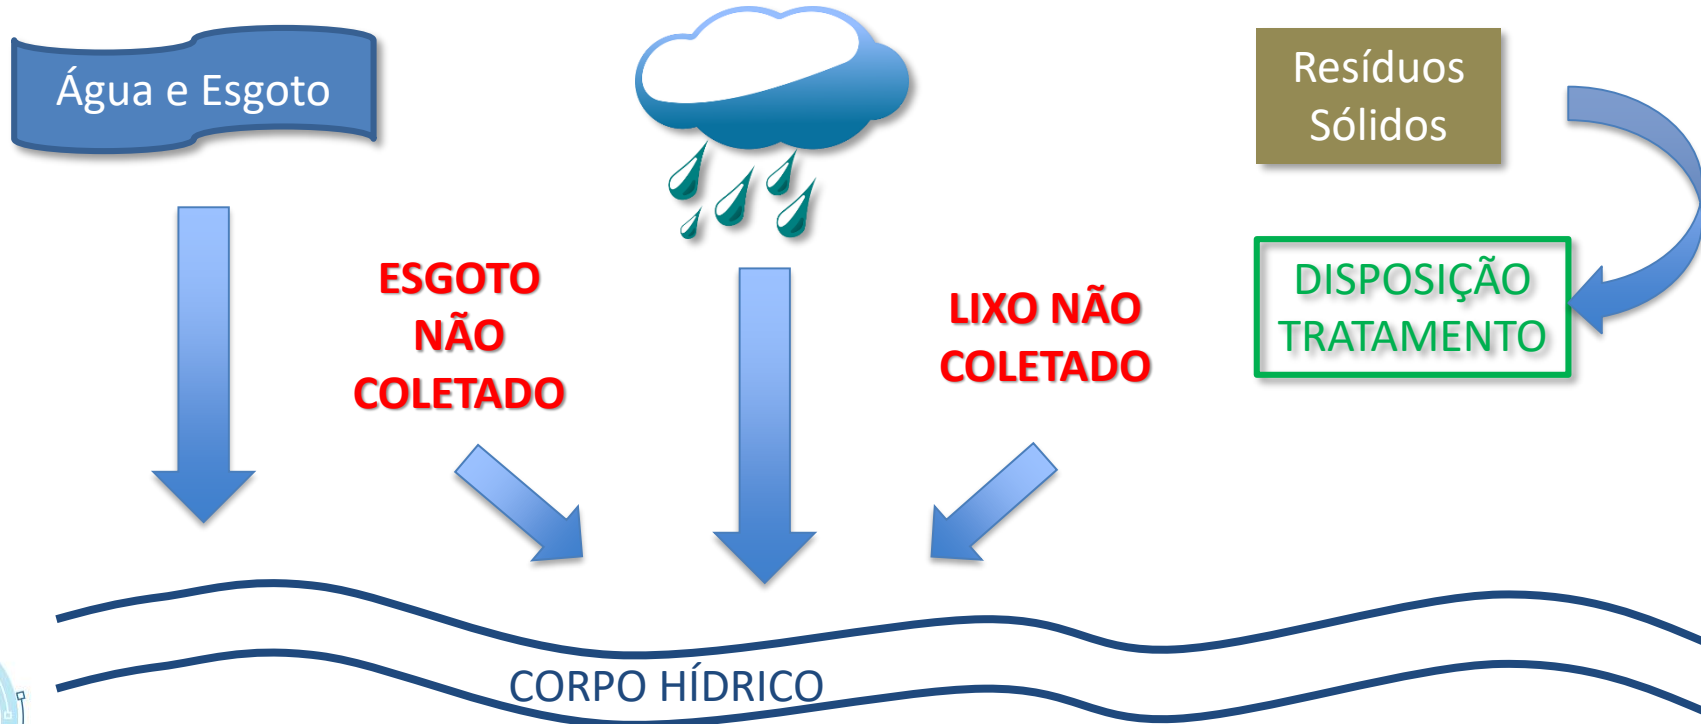 Água e Esgoto
Resíduos
Sólidos
ESGOTO
NÃO
COLETADO
LIXO NÃO
COLETADO
DISPOSIÇÃO
TRATAMENTO
CORPO HÍDRICO